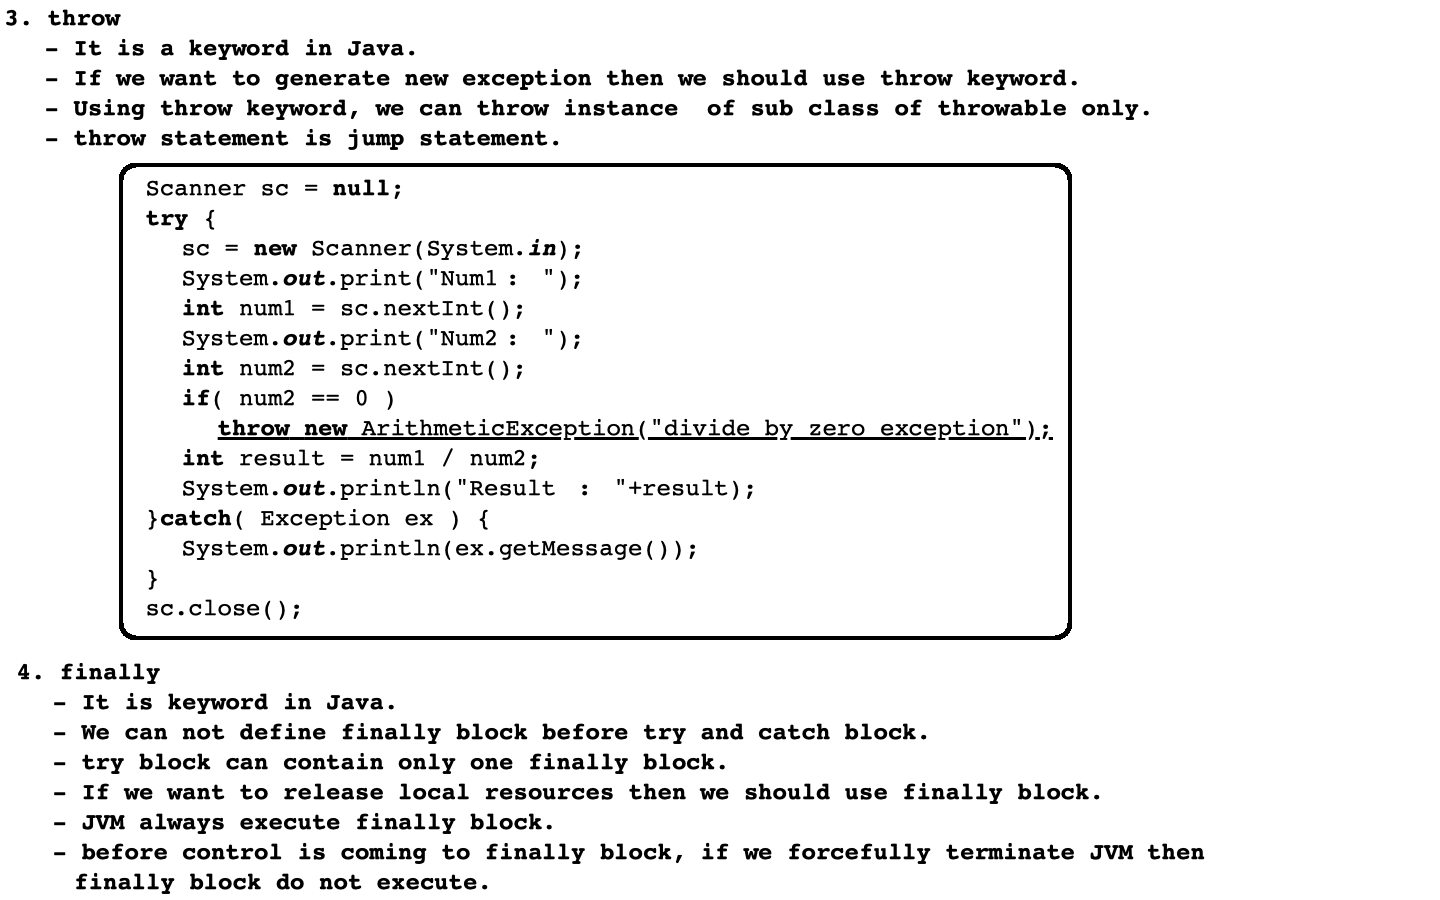 3. throw
- It is a keyword in Java.
- If we want to generate new exception then we should use throw keyword.
- Using throw keyword, we can throw instance  of sub class of throwable only.
- throw statement is jump statement.
Scanner sc = null;
try {
sc = new Scanner(System.in);
System.out.print("Num1 :  ");
int num1 = sc.nextInt();
System.out.print("Num2 :  ");
int num2 = sc.nextInt();
if( num2 == 0 )
throw new ArithmeticException("divide by zero exception");
int result = num1 / num2;
System.out.println("Result  :  "+result);
}catch( Exception ex ) {
System.out.println(ex.getMessage());
}
sc.close();
4. finally
- It is keyword in Java.
- We can not define finally block before try and catch block.
- try block can contain only one finally block.
- If we want to release local resources then we should use finally block.
- JVM always execute finally block.
- before control is coming to finally block, if we forcefully terminate JVM then
finally block do not execute.